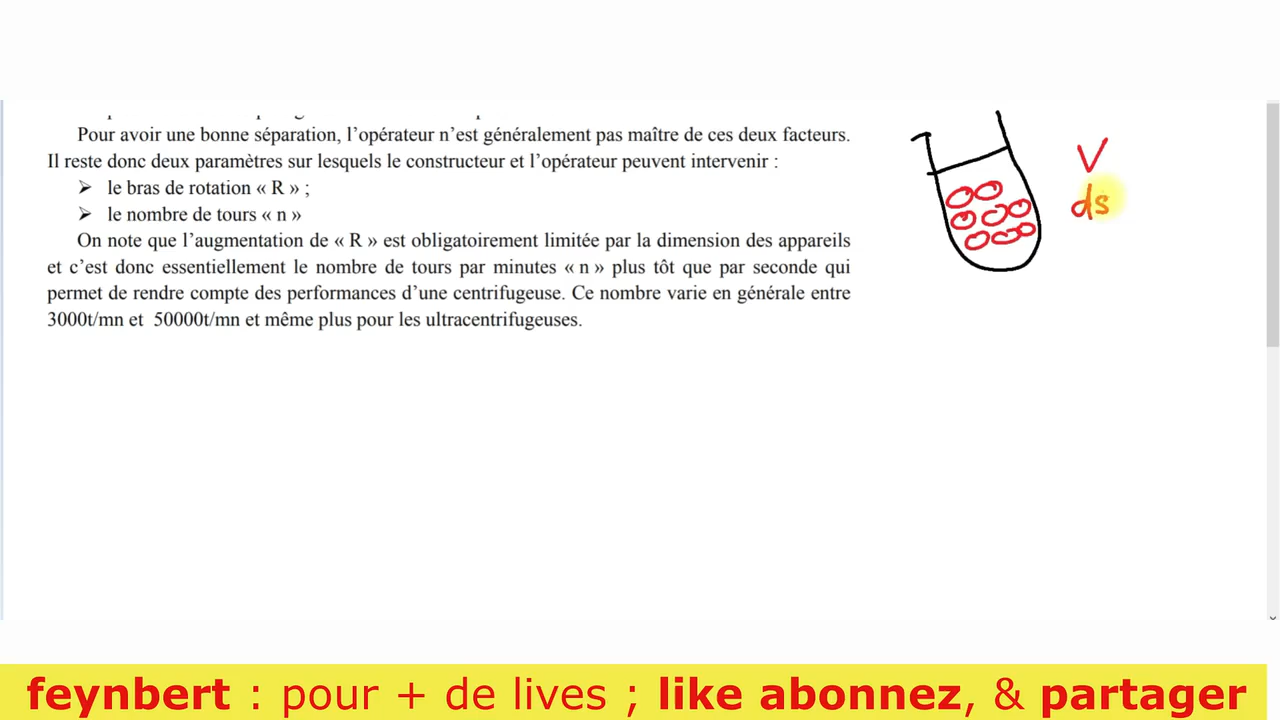 Pour avoir une bonne séparation, l'opérateur n'est généralement pas maître de ces deux facteurs.
Il reste donc deux paramètres sur lesquels le constructeur et l'opérateur peuvent intervenir :
➢ le bras de rotation « R » ;
➢ le nombre de tours « n »
On note que l'augmentation de « R » est obligatoirement limitée par la dimension des appareils
et c'est donc essentiellement le nombre de tours par minutes « n » plus tôt que par seconde qui
permet de rendre compte des performances d'une centrifugeuse. Ce nombre varie en générale entre
3000t/mn et 50000t/mn et même plus pour les ultracentrifugeuses.
V
ds
feynbert : pour + de lives ; like abonnez, & partager